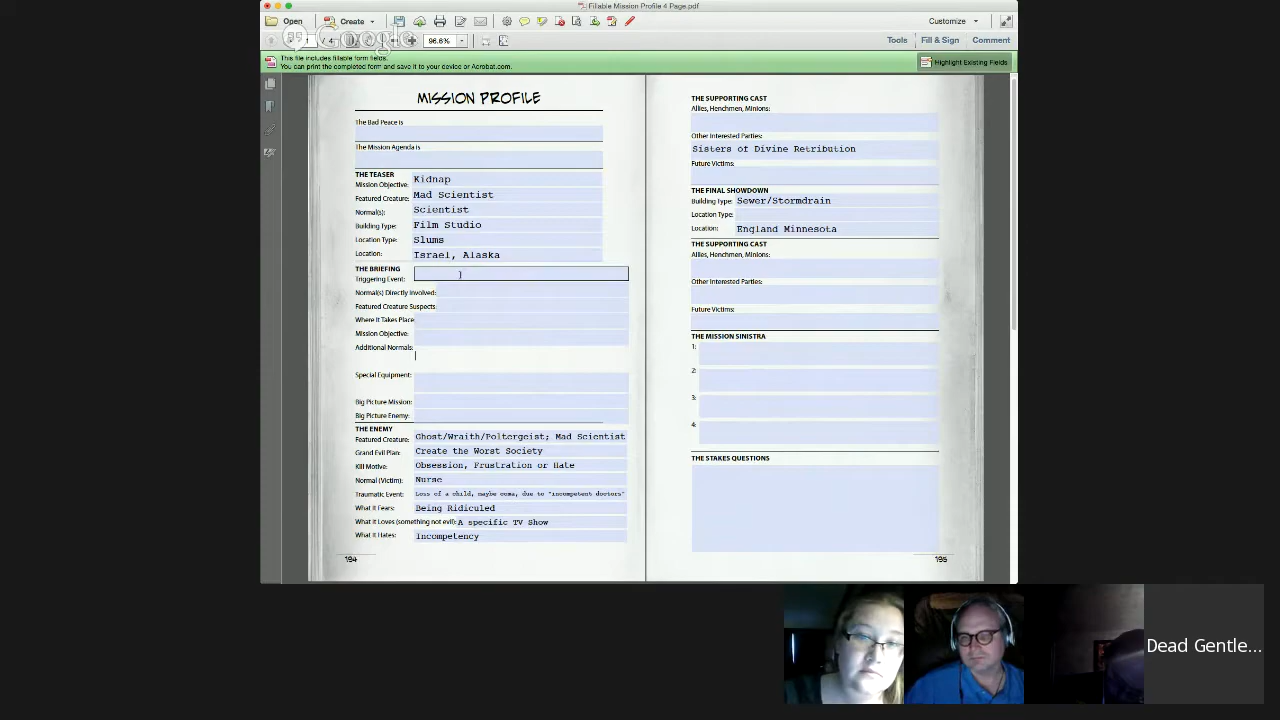 Fillable Mission Profile 4 Page.pdf
Open
Create
Customize
1 / 4
96.6%
Google
Tools
Fill & Sign
Comment
This file includes fillable form fields.
You can print the completed form and save it to your device or Acrobat.com.
Highlight Existing Fields
MISSION PROFILE
The Bad Peace is
The Mission Agenda is
THE TEASER
Mission Objective: Kidnap
Featured Creature: Mad Scientist
Normal(s): Scientist
Building Type: Film Studio
Location Type: Slums
Location: Israel, Alaska
THE BRIEFING
Triggering Event:
Normal(s) Directly Involved:
Featured Creature Suspects:
Where It Takes Place
Mission Objective:
Additional Normals:
Special Equipment:
Big Picture Mission:
Big Picture Enemy:
THE ENEMY
Featured Creature: Ghost/Wraith/Poltergeist; Mad Scientist
Grand Evil Plan: Create the Worst Society
Kill Motive: Obsession, Frustration or Hate
Normal (Victim): Nurse
Traumatic Event: Loss of a child, maybe coma, due to "incompetent doctors"
What it Fears: Being Ridiculed
What it Loves (something not evil): A specific TV Show
What It Hates: Incompetency
194
THE SUPPORTING CAST
Allies, Henchmen, Minions:
Other Interested Parties:
Sisters of Divine Retribution
Future Victims:
THE FINAL SHOWDOWN
Building Type: Sewer/Stormdrain
Location Type:
Location: England Minnesota
THE SUPPORTING CAST
Allies, Henchmen, Minions:
Other Interested Parties:
Future Victims:
THE MISSION SINISTRA
1:
2:
3:
4:
THE STAKES QUESTIONS
195
Dead Gentle...